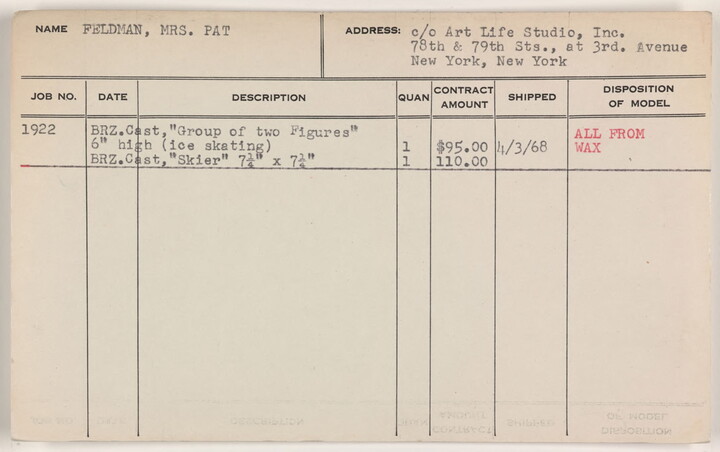 NAME FELDMAN, MRS. PAT
ADDRESS: c/o Art Life Studio, Inc.
78th & 79th Sts., at 3rd. Avenue
New York, New York
JOB NO. DATE DESCRIPTION QUAN CONTRACT AMOUNT SHIPPED DISPOSITION OF MODEL
1922 BRZ.Cast,"Group of two Figures" ALL FROM
6" high (ice skating) 1 $95.00 4/3/68 WAX
BRZ.Cast,"Skier" 7¼" x 7¼" 1 110.00